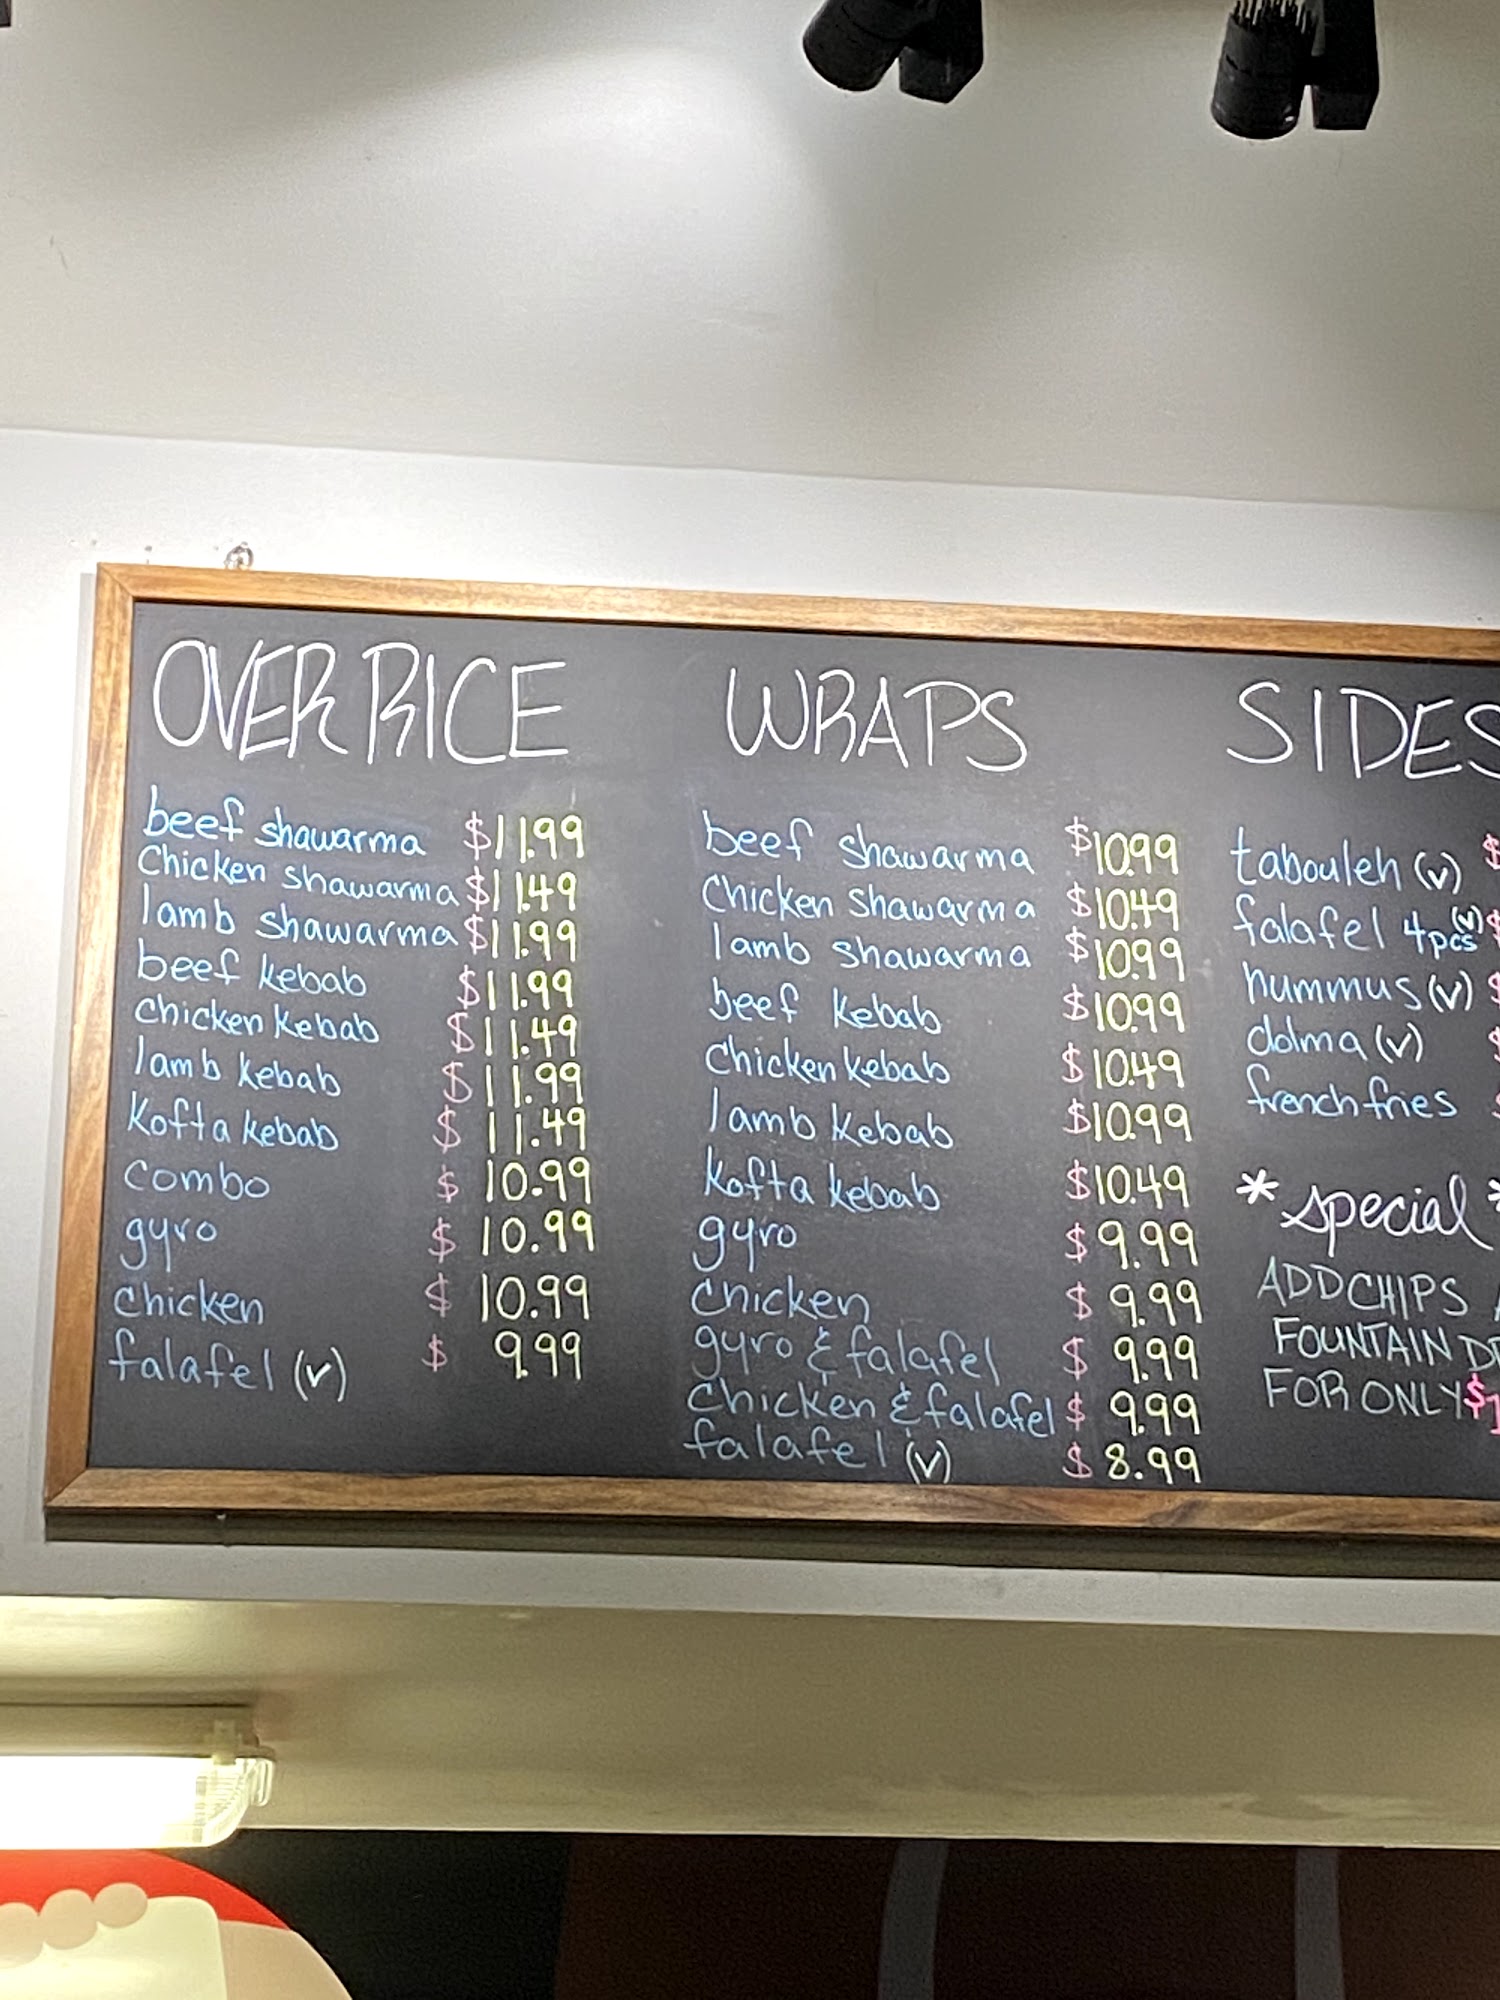 OVER RICE
beef shawarma $11.99
Chicken shawarma $11.49
lamb shawarma $11.99
beef kebab $11.99
chicken kebab $11.49
lamb kebab $11.99
Kofta kebab $11.49
combo $10.99
gyro $10.99
chicken $10.99
falafel (v) $9.99
WRAPS
beef shawarma $10.99
Chicken shawarma $10.49
lamb shawarma $10.99
beef kebab $10.99
Chicken kebab $10.49
lamb kebab $10.99
kofta kebab $10.49
gyro $9.99
chicken $9.99
gyro & falafel $9.99
chicken & falafel $9.99
falafel (v) $8.99
SIDES
tabouleh (v) $
falafel 4pcs (v) $
hummus (v) $
dolma (v) $
french fries $
*special*
ADD CHIPS
FOUNTAIN
FOR ONLY $1